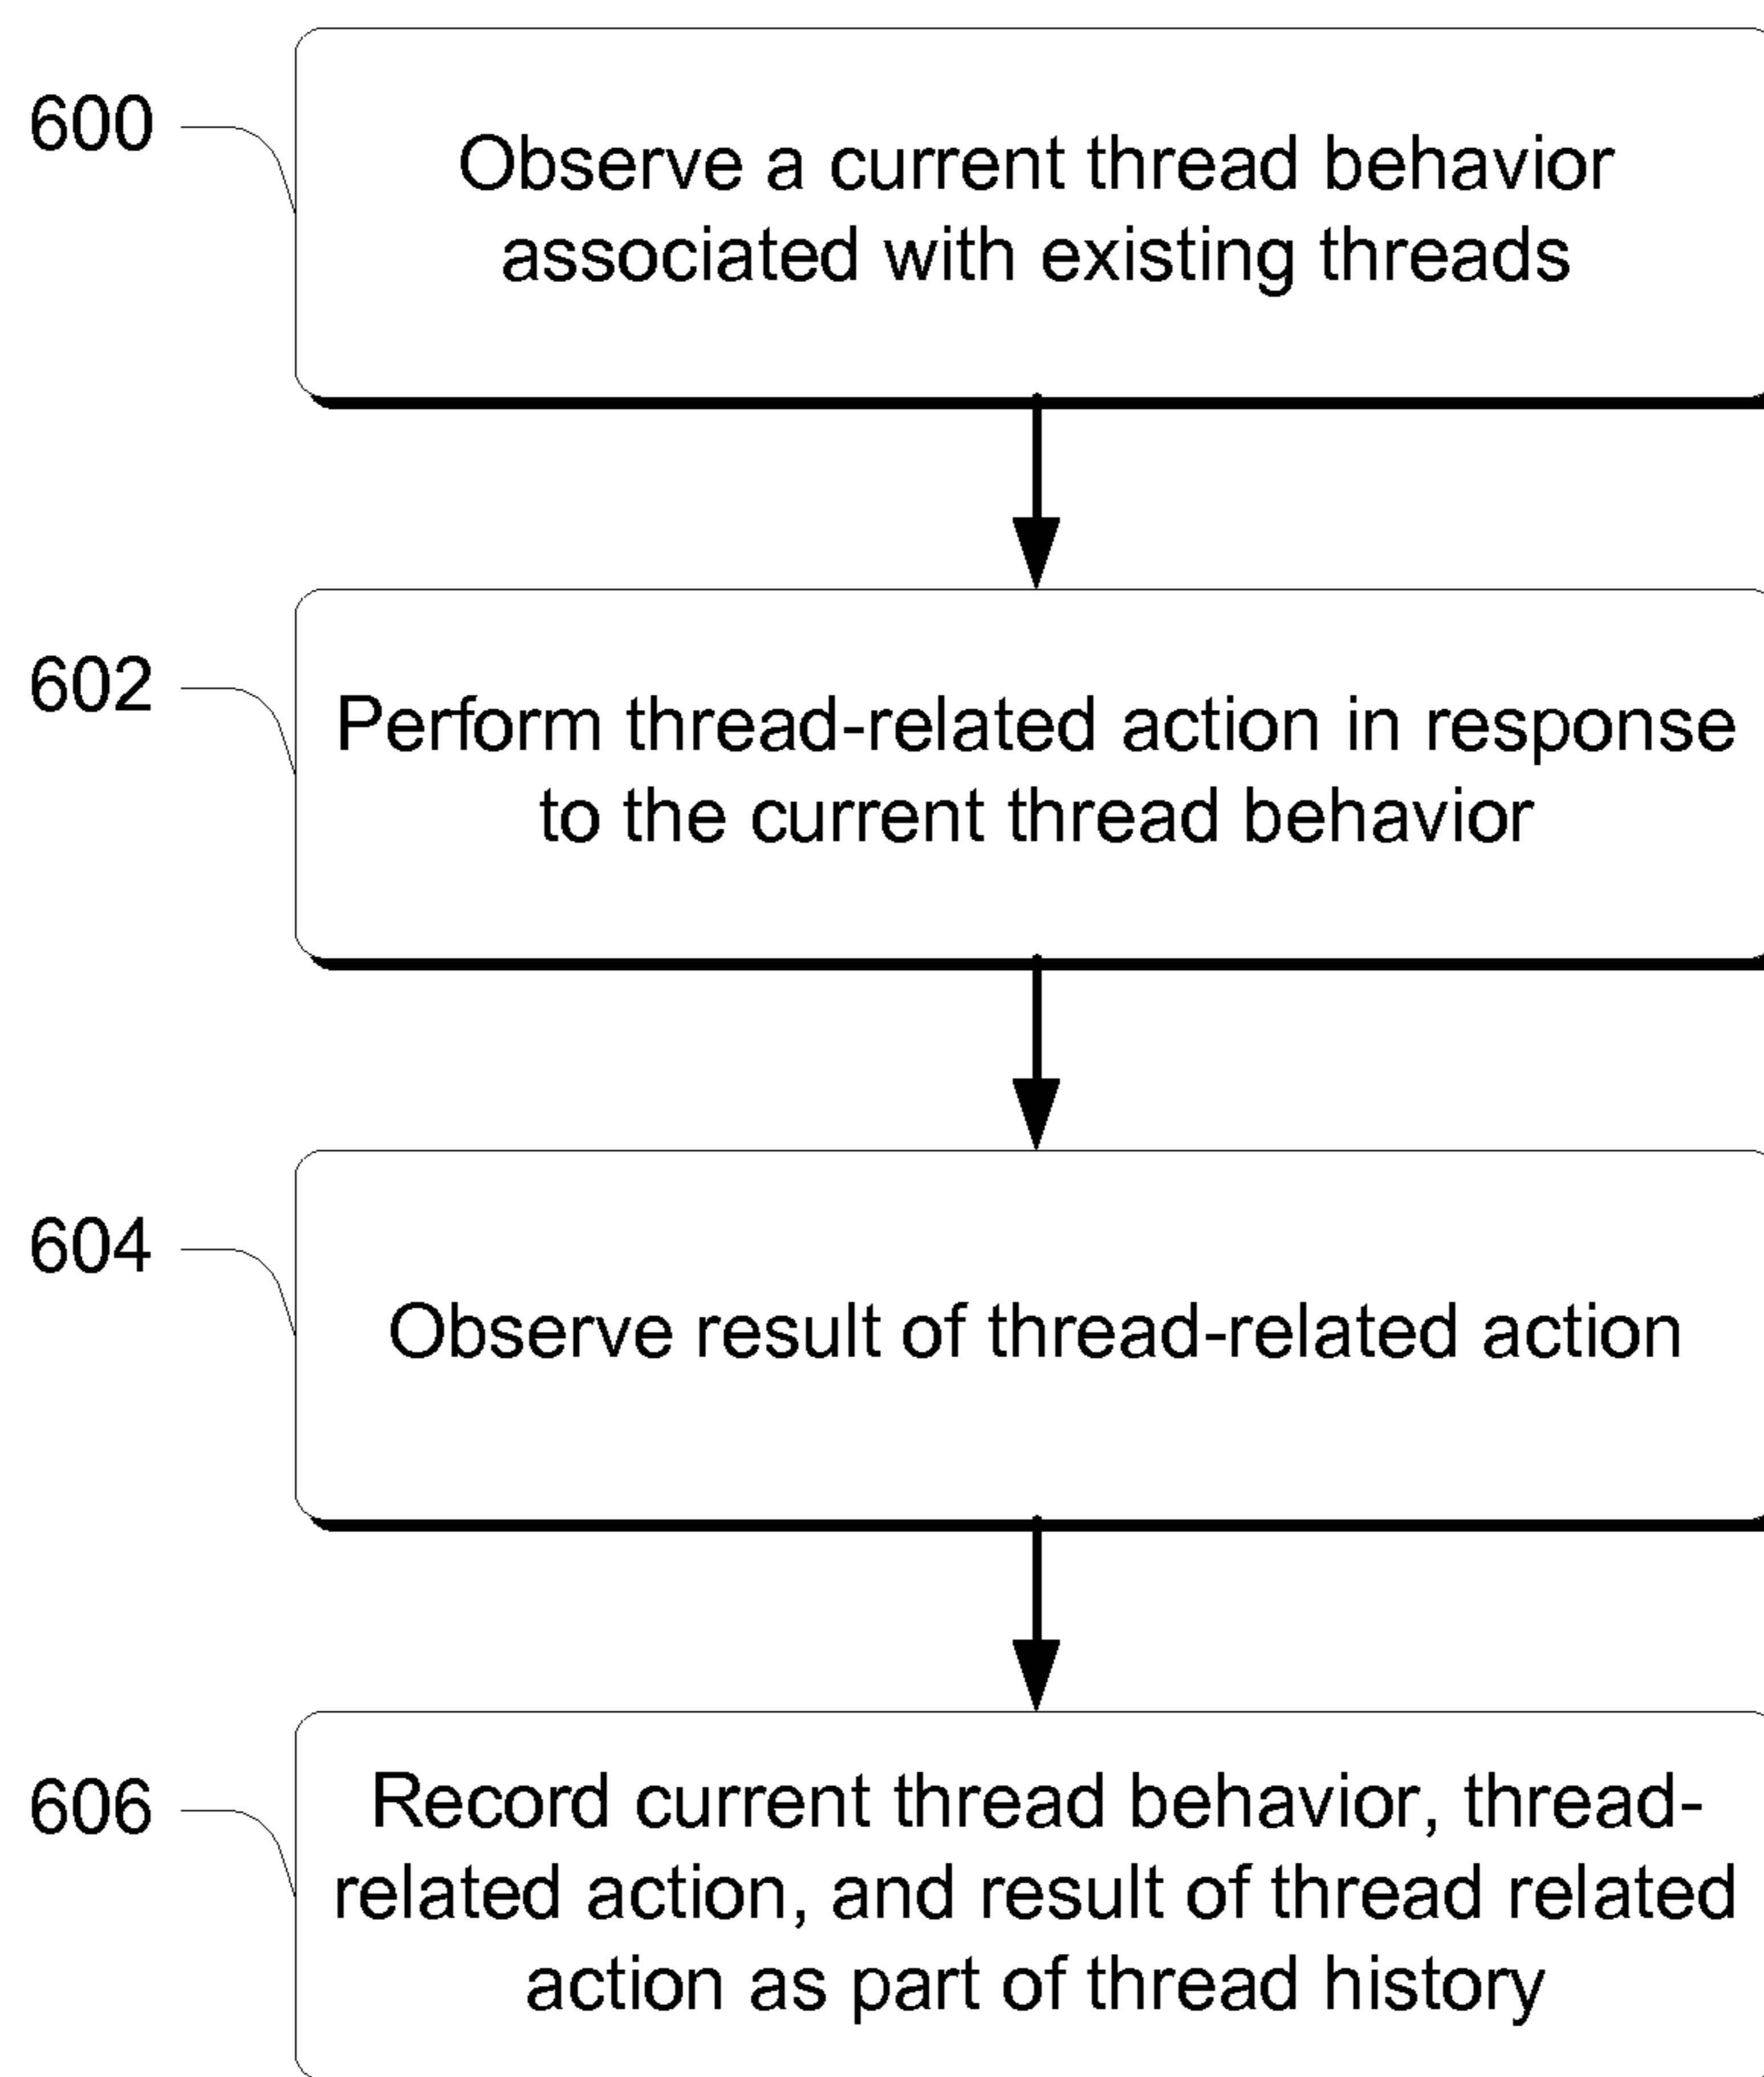 600
Observe a current thread behavior
associated with existing threads
602
Perform thread-related action in response
to the current thread behavior
604
Observe result of thread-related action
606
Record current thread behavior, thread-
related action, and result of thread related
action as part of thread history